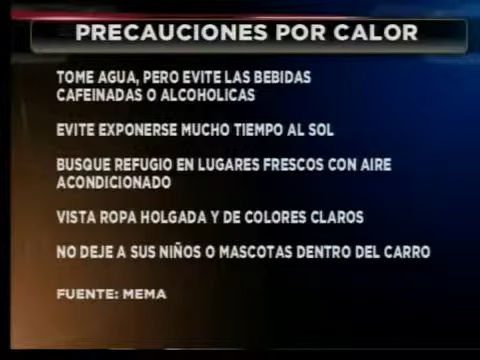 PRECAUCIONES POR CALOR
TOME AGUA, PERO EVITE LAS BEBIDAS
CAFEINADAS O ALCOHOLICAS
EVITE EXPONERSE MUCHO TIEMPO AL SOL
BUSQUE REFUGIO EN LUGARES FRESCOS CON AIRE
ACONDICIONADO
VISTA ROPA HOLGADA Y DE COLORES CLAROS
NO DEJE A SUS NIÑOS O MASCOTAS DENTRO DEL CARRO
FUENTE: MEMA